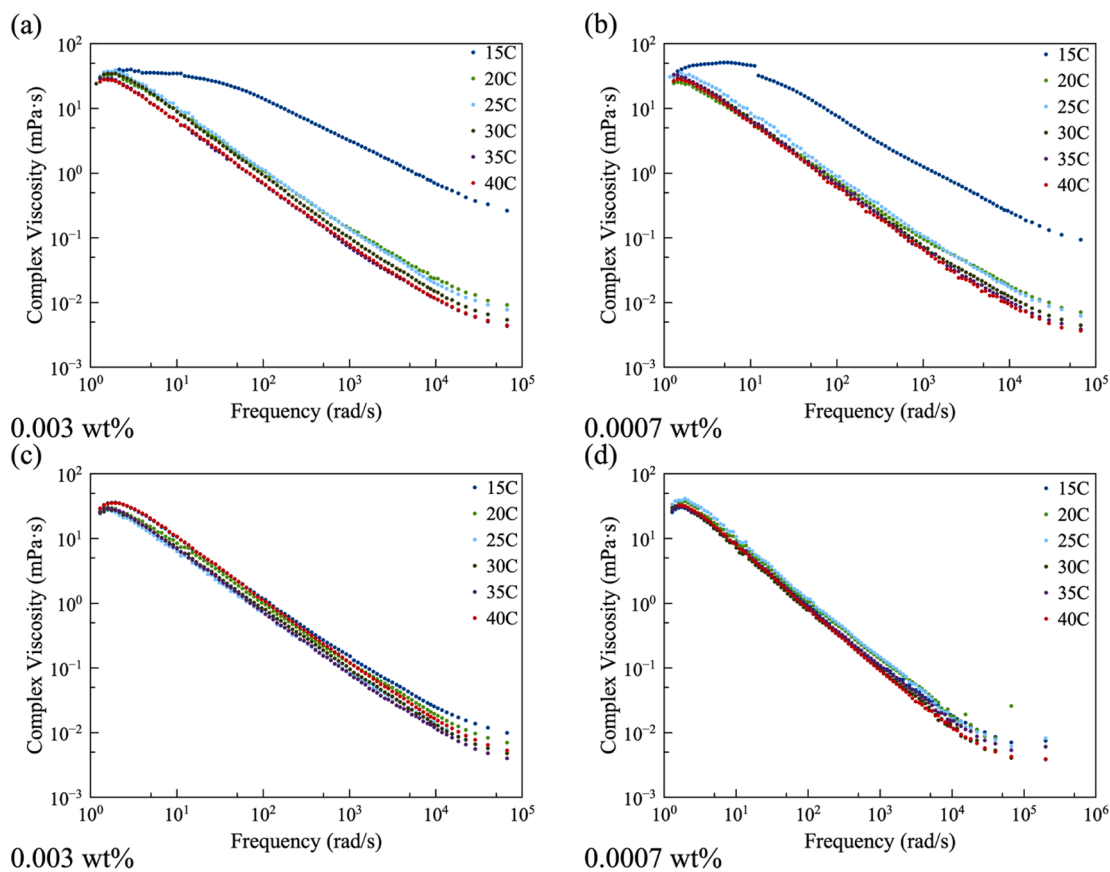 (a)
10²
10¹
10⁰
10⁻¹
10⁻²
10⁻³
Complex Viscosity (mPa·s)
15C
20C
25C
30C
35C
40C
10⁰ 10¹ 10² 10³ 10⁴ 10⁵
Frequency (rad/s)
0.003 wt%
(b)
10²
10¹
10⁰
10⁻¹
10⁻²
10⁻³
Complex Viscosity (mPa·s)
15C
20C
25C
30C
35C
40C
10⁰ 10¹ 10² 10³ 10⁴ 10⁵
Frequency (rad/s)
0.0007 wt%
(c)
10²
10¹
10⁰
10⁻¹
10⁻²
10⁻³
Complex Viscosity (mPa·s)
15C
20C
25C
30C
35C
40C
10⁰ 10¹ 10² 10³ 10⁴ 10⁵
Frequency (rad/s)
0.003 wt%
(d)
10²
10¹
10⁰
10⁻¹
10⁻²
10⁻³
Complex Viscosity (mPa·s)
15C
20C
25C
30C
35C
40C
10⁰ 10¹ 10² 10³ 10⁴ 10⁵ 10⁶
Frequency (rad/s)
0.0007 wt%